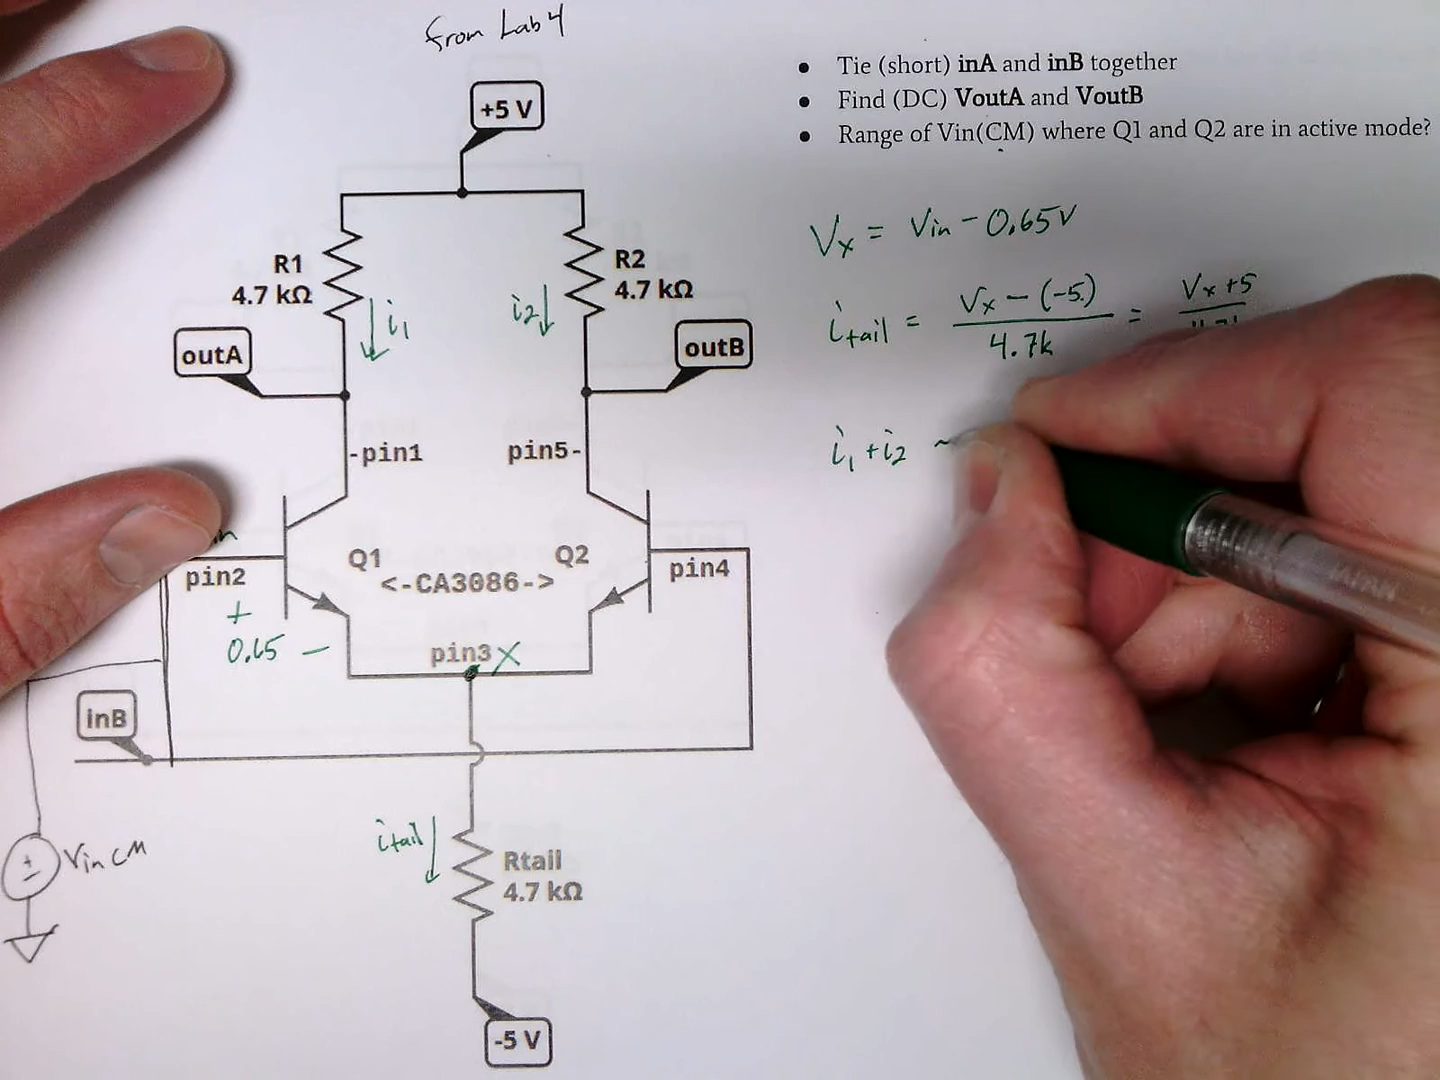 from Lab 4
+5 V
• Tie (short) inA and inB together
• Find (DC) VoutA and VoutB
• Range of Vin(CM) where Q1 and Q2 are in active mode?
Vx = Vin - 0.65V
itail = Vx - (-5) / 4.7k = Vx + 5
i1 + i2
R1
4.7 kΩ
i1
i2
R2
4.7 kΩ
outA
outB
-pin1
pin5-
Q1
Q2
<-CA3086->
pin2
pin4
+
0.65 -
pin3 X
inB
itail
Rtail
4.7 kΩ
+
-
Vin CM
-5 V